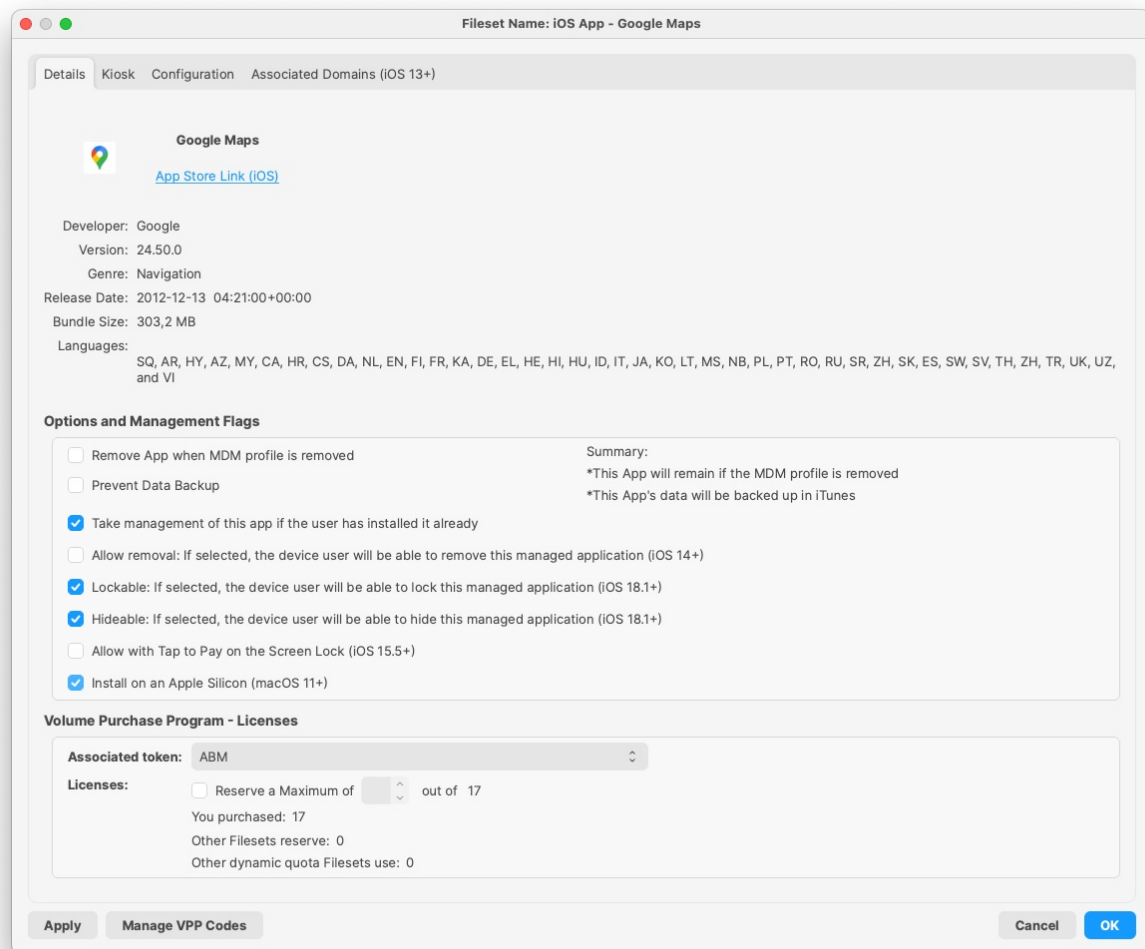 Fileset Name: iOS App - Google Maps
Details Kiosk Configuration Associated Domains (iOS 13+)
Google Maps
App Store Link (iOS)
Developer: Google
Version: 24.50.0
Genre: Navigation
Release Date: 2012-12-13 04:21:00+00:00
Bundle Size: 303,2 MB
Languages:
SQ, AR, HY, AZ, MY, CA, HR, CS, DA, NL, EN, FI, FR, KA, DE, EL, HE, HI, HU, ID, IT, JA, KO, LT, MS, NB, PL, PT, RO, RU, SR, ZH, SK, ES, SW, SV, TH, ZH, TR, UK, UZ,
and VI
Options and Management Flags
Remove App when MDM profile is removed
Prevent Data Backup
Summary:
*This App will remain if the MDM profile is removed
*This App's data will be backed up in iTunes
Take management of this app if the user has installed it already
Allow removal: If selected, the device user will be able to remove this managed application (iOS 14+)
Lockable: If selected, the device user will be able to lock this managed application (iOS 18.1+)
Hideable: If selected, the device user will be able to hide this managed application (iOS 18.1+)
Allow with Tap to Pay on the Screen Lock (iOS 15.5+)
Install on an Apple Silicon (macOS 11+)
Volume Purchase Program - Licenses
Associated token: ABM
Licenses: Reserve a Maximum of out of 17
You purchased: 17
Other Filesets reserve: 0
Other dynamic quota Filesets use: 0
Apply Manage VPP Codes Cancel OK